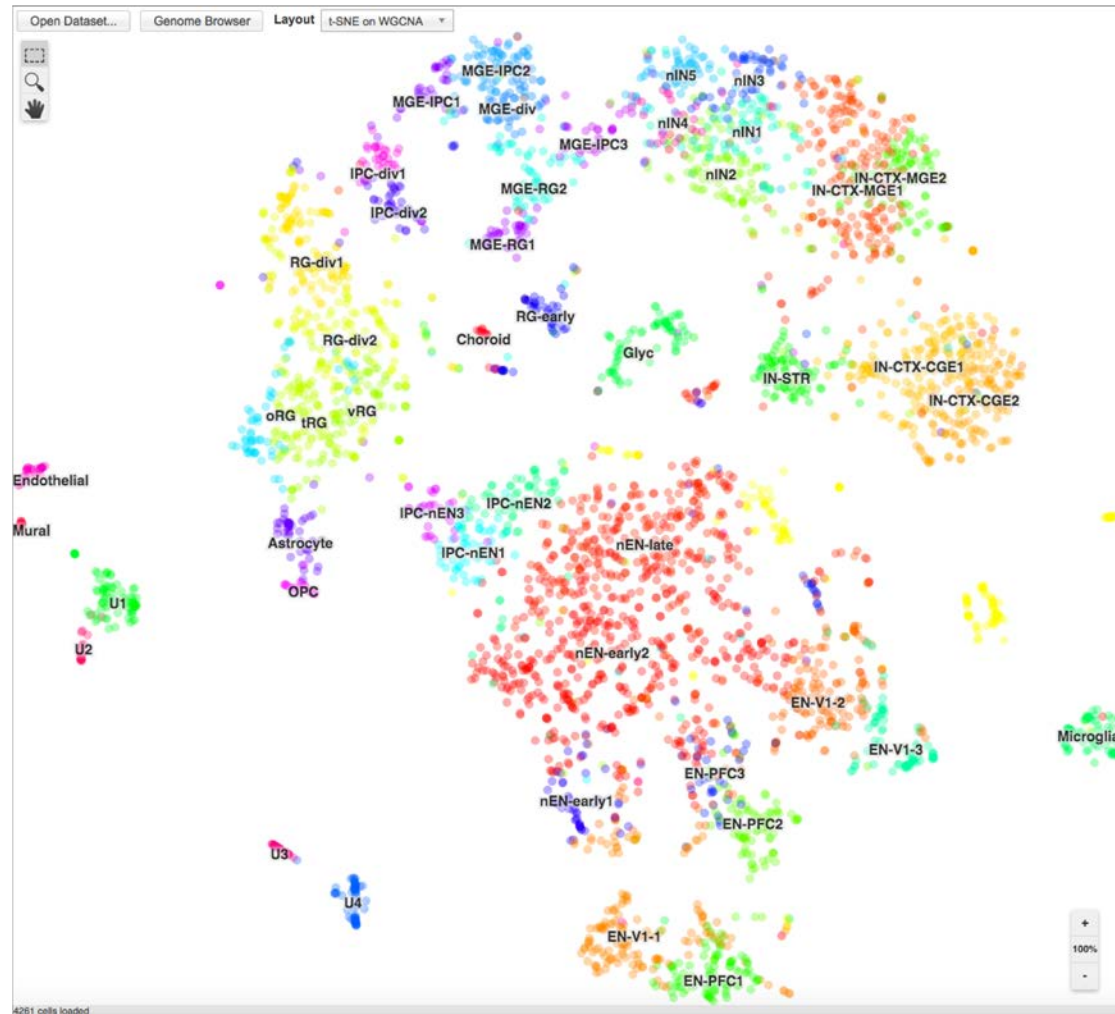 Open Dataset... Genome Browser Layout t-SNE on WGCNA
MGE-IPC2
nIN5
nIN3
MGE-IPC1
MGE-div
nIN4
nIN1
MGE-IPC3
IPC-div1
nIN2
IN-CTX-MGE2
MGE-RG2
IN-CTX-MGE1
IPC-div2
MGE-RG1
RG-div1
RG-early
Choroid
RG-div2
Glyc
IN-CTX-CGE1
IN-STR
IN-CTX-CGE2
oRG
vRG
tRG
Endothelial
IPC-nEN2
IPC-nEN3
Mural
Astrocyte
nEN-late
IPC-nEN1
OPC
U1
U2
nEN-early2
EN-V1-2
Microglia
EN-V1-3
EN-PFC3
nEN-early1
EN-PFC2
U3
U4
+
EN-V1-1
100%
EN-PFC1
-
4261 cells loaded